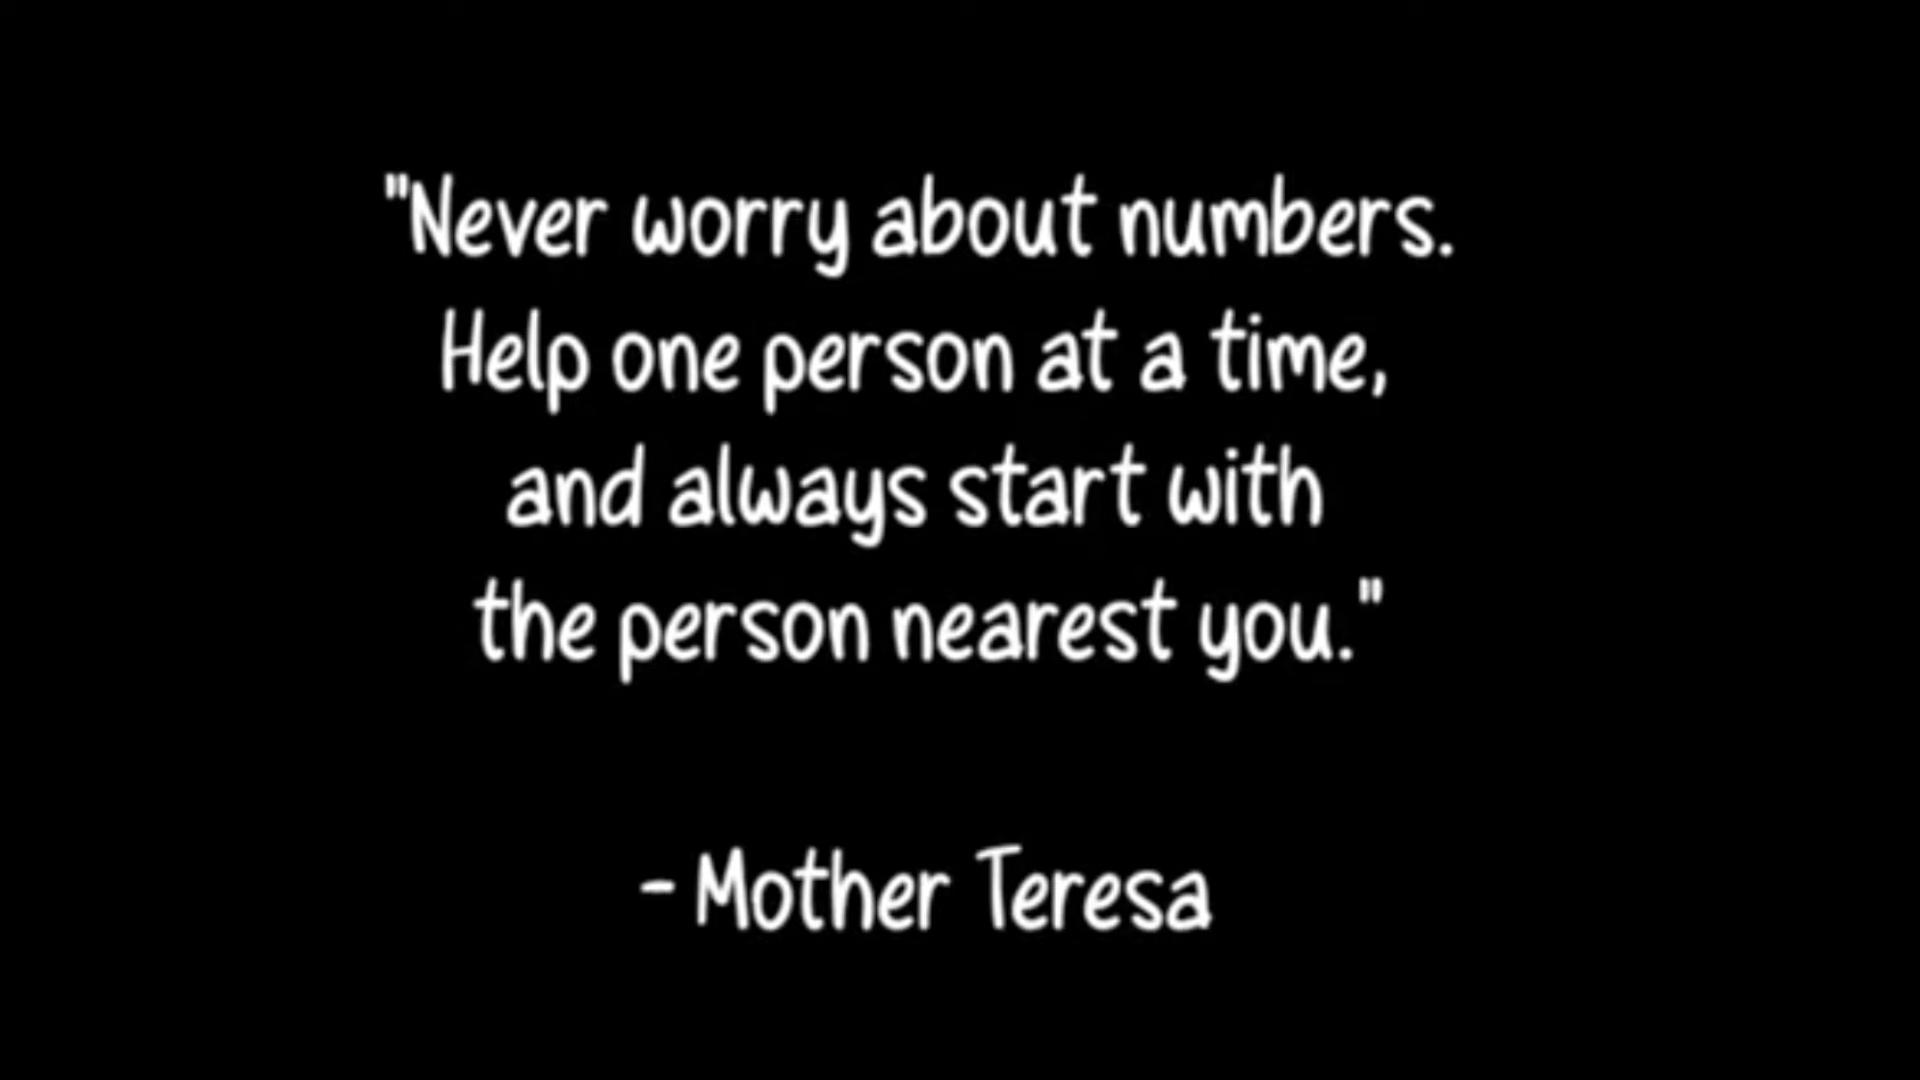 "Never worry about numbers.
Help one person at a time,
and always start with
the person nearest you."
- Mother Teresa